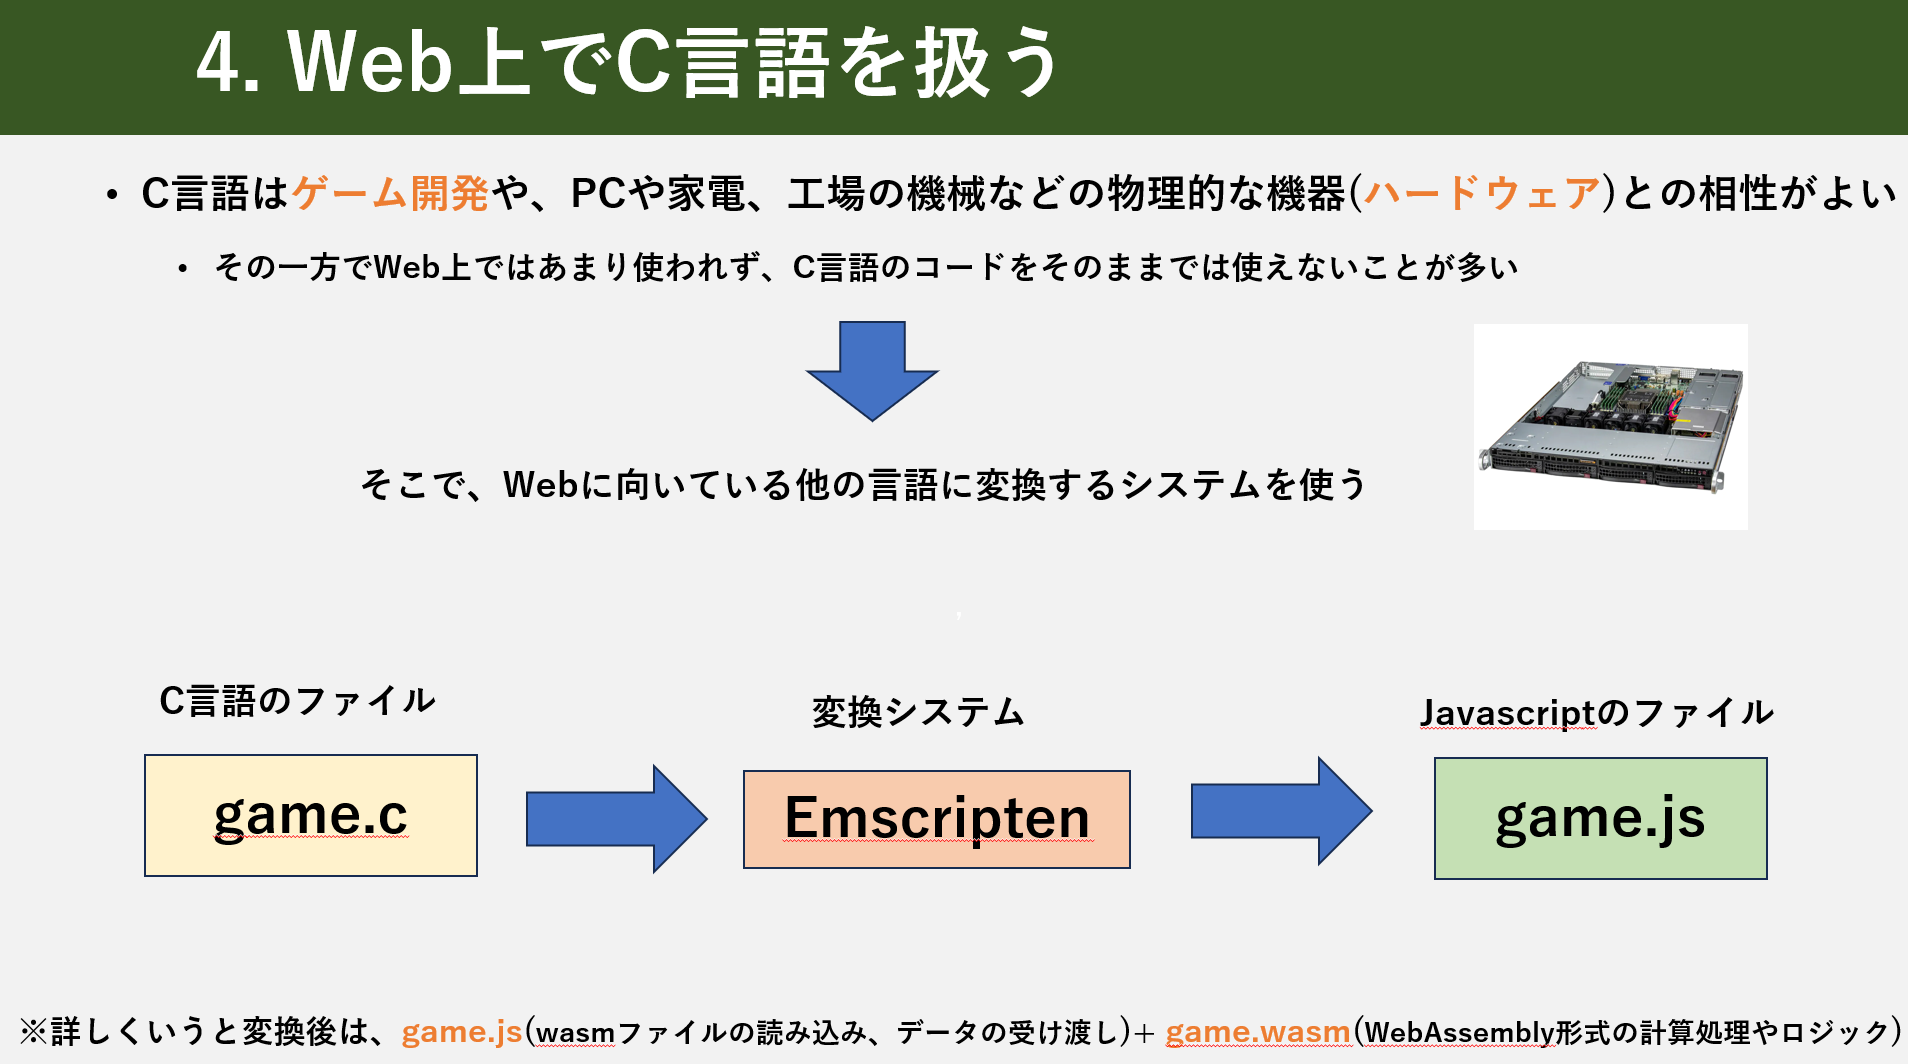 4. Web上でC言語を扱う
• C言語はゲーム開発や、PCや家電、工場の機械などの物理的な機器(ハードウェア)との相性がよい
• その一方でWeb上ではあまり使われず、C言語のコードをそのままでは使えないことが多い
そこで、Webに向いている他の言語に変換するシステムを使う
C言語のファイル
変換システム
Javascriptのファイル
game.c
Emscripten
game.js
※詳しくいうと変換後は、game.js(wasmファイルの読み込み、データの受け渡し)+ game.wasm(WebAssembly形式の計算処理やロジック)